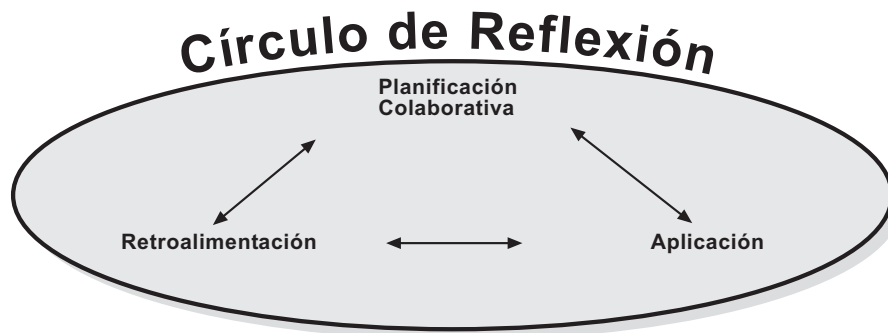 Círculo de Reflexión
Planificación
Colaborativa
Retroalimentación
Aplicación